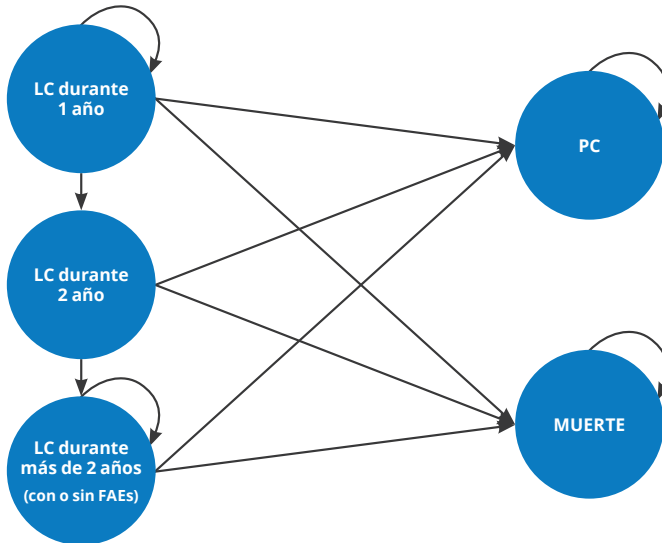 LC durante
1 año
PC
LC durante
2 año
LC durante
más de 2 años
(con o sin FAEs)
MUERTE